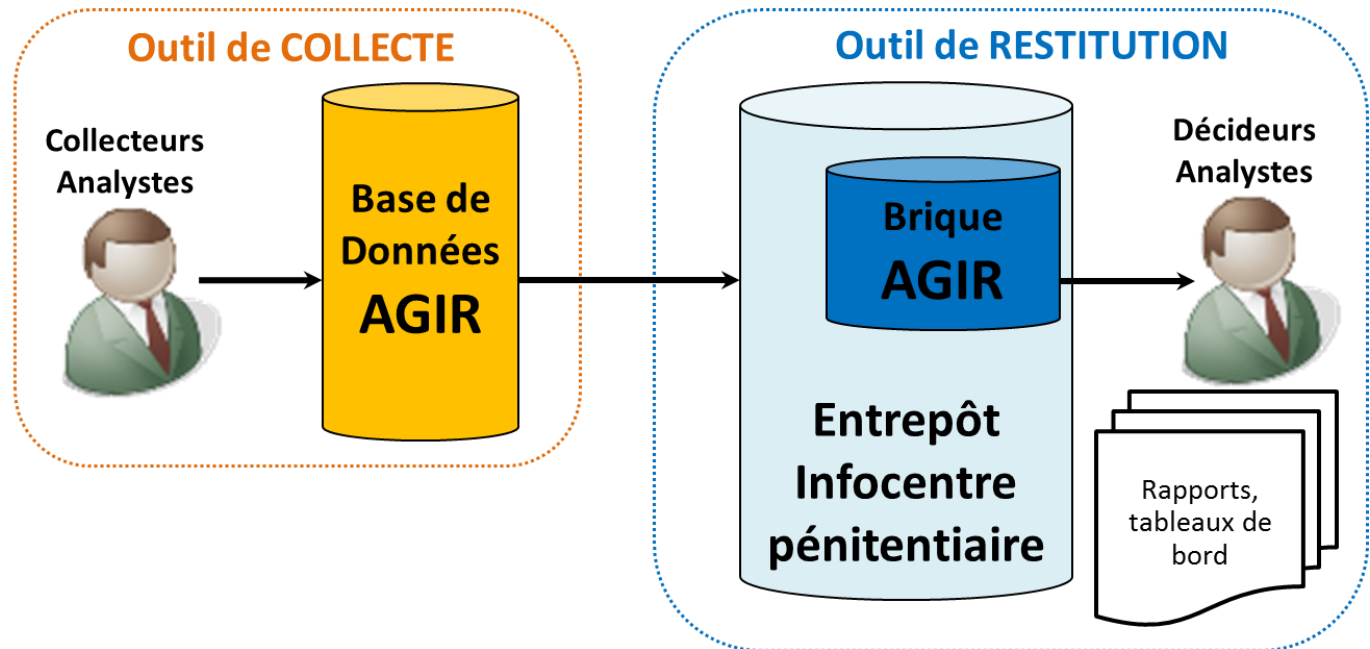 Outil de COLLECTE
Collecteurs
Analystes
Base de
Données
AGIR
Outil de RESTITUTION
Brique
AGIR
Entrepôt
Infocentre
pénitentiaire
Décideurs
Analystes
Rapports,
tableaux de
bord